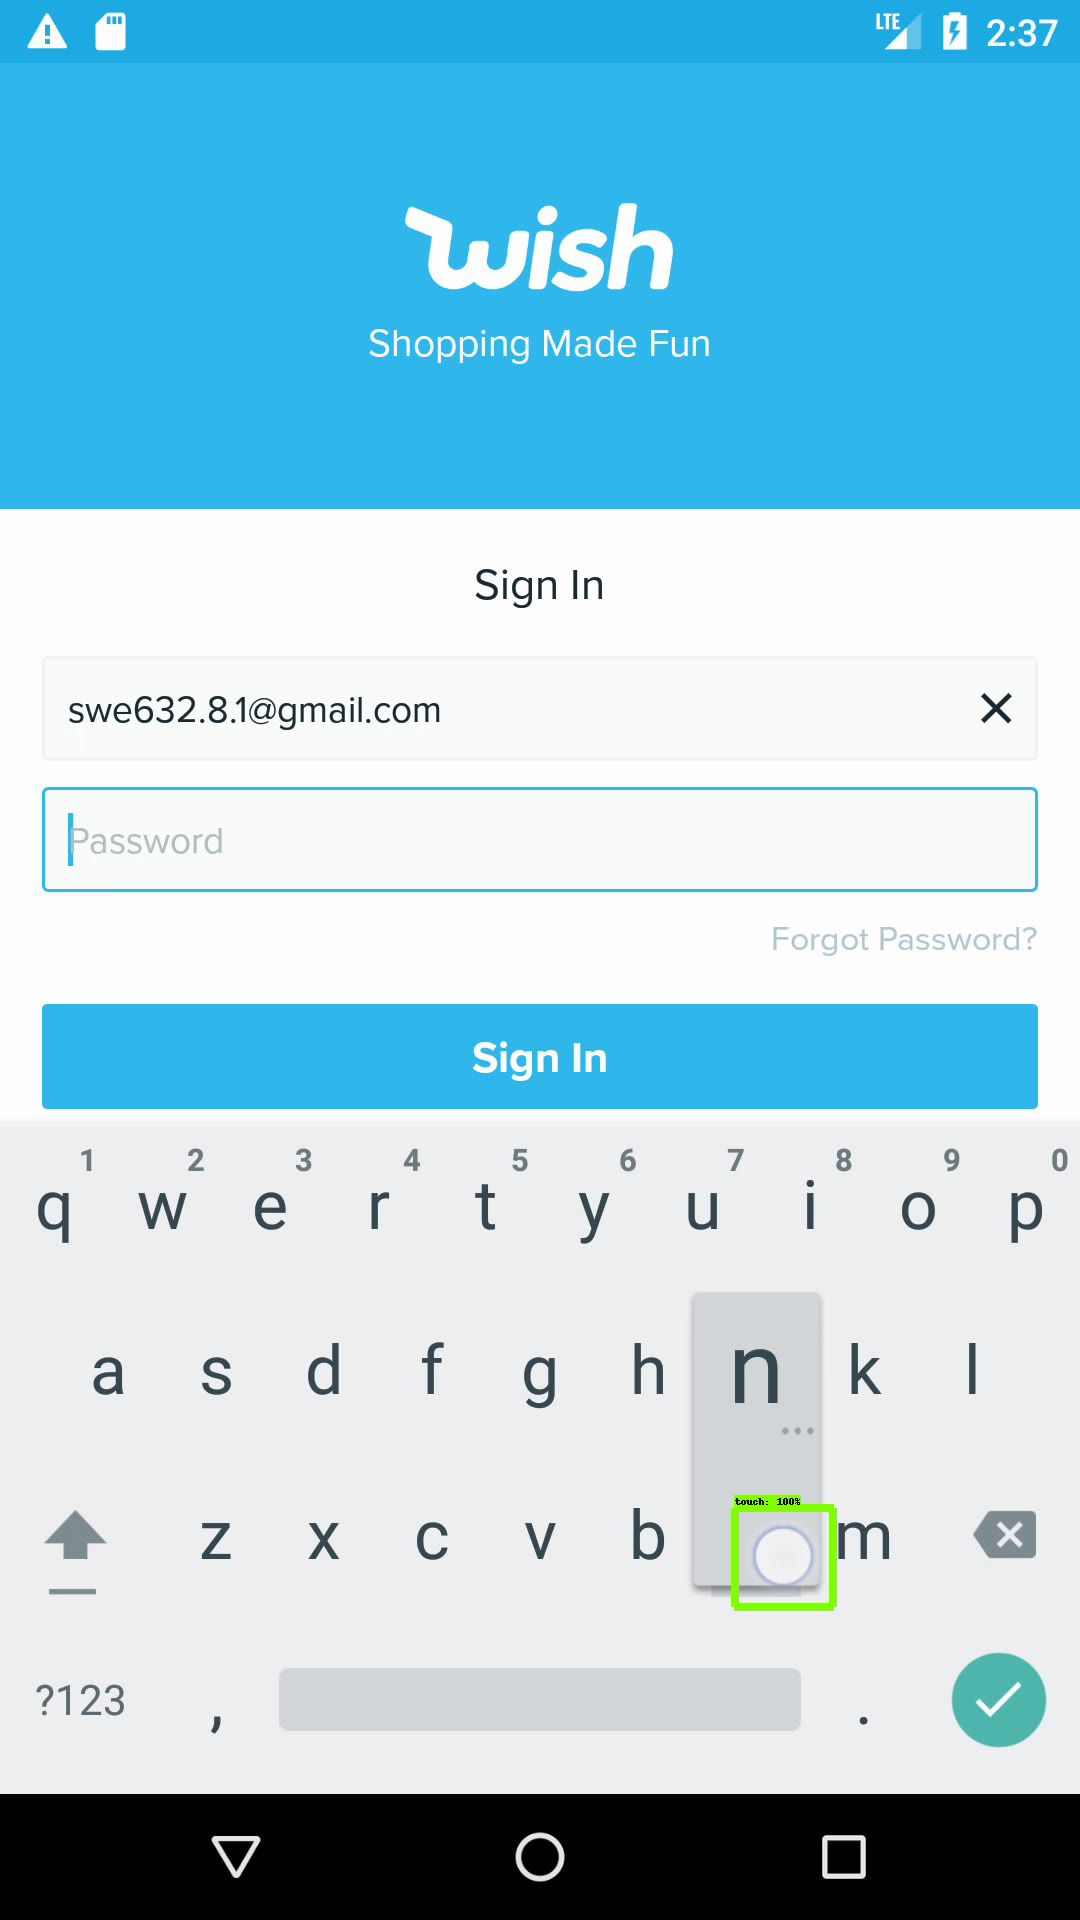 LTE 2:37
wish
Shopping Made Fun
Sign In
swe632.8.1@gmail.com
Password
Forgot Password?
Sign In
1 2 3 4 5 6 7 8 9 0
q w e r t y u i o p
a s d f g h n k l
touch: 100%
z x c v b m
?123 , .